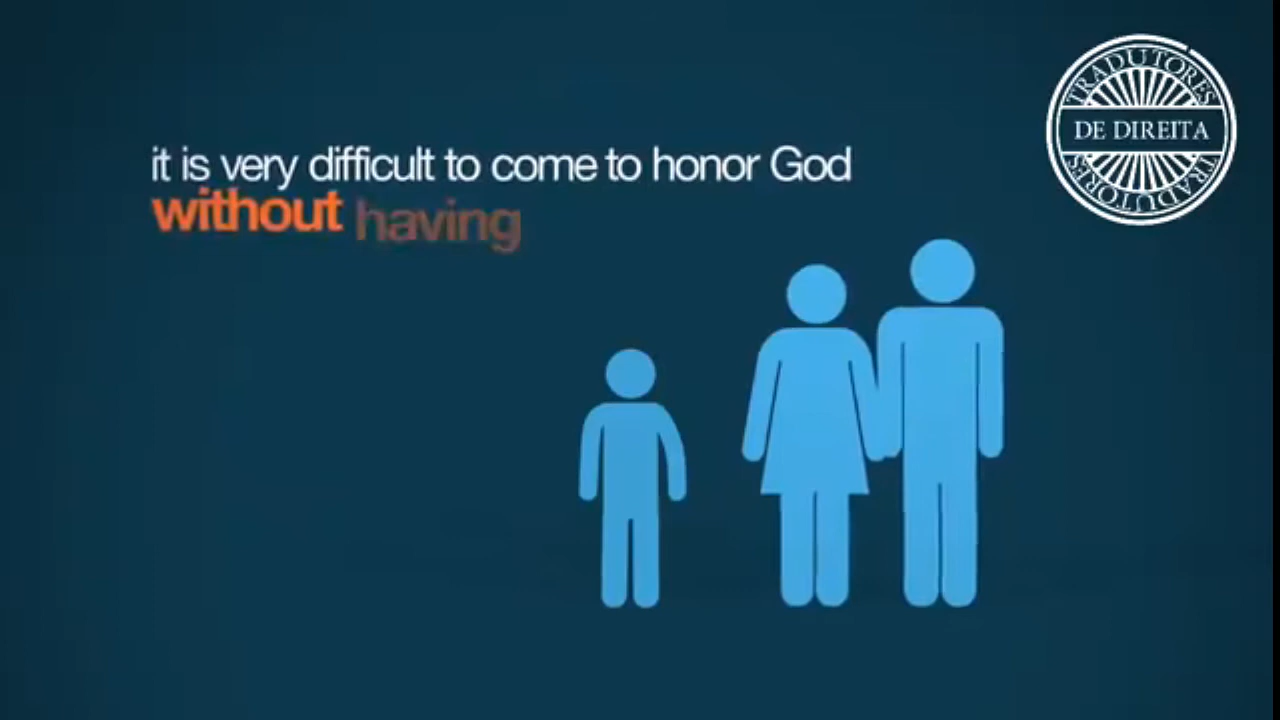 it is very difficult to come to honor God
without having
TRADUTORES
DE DIREITA
TRADUTORES